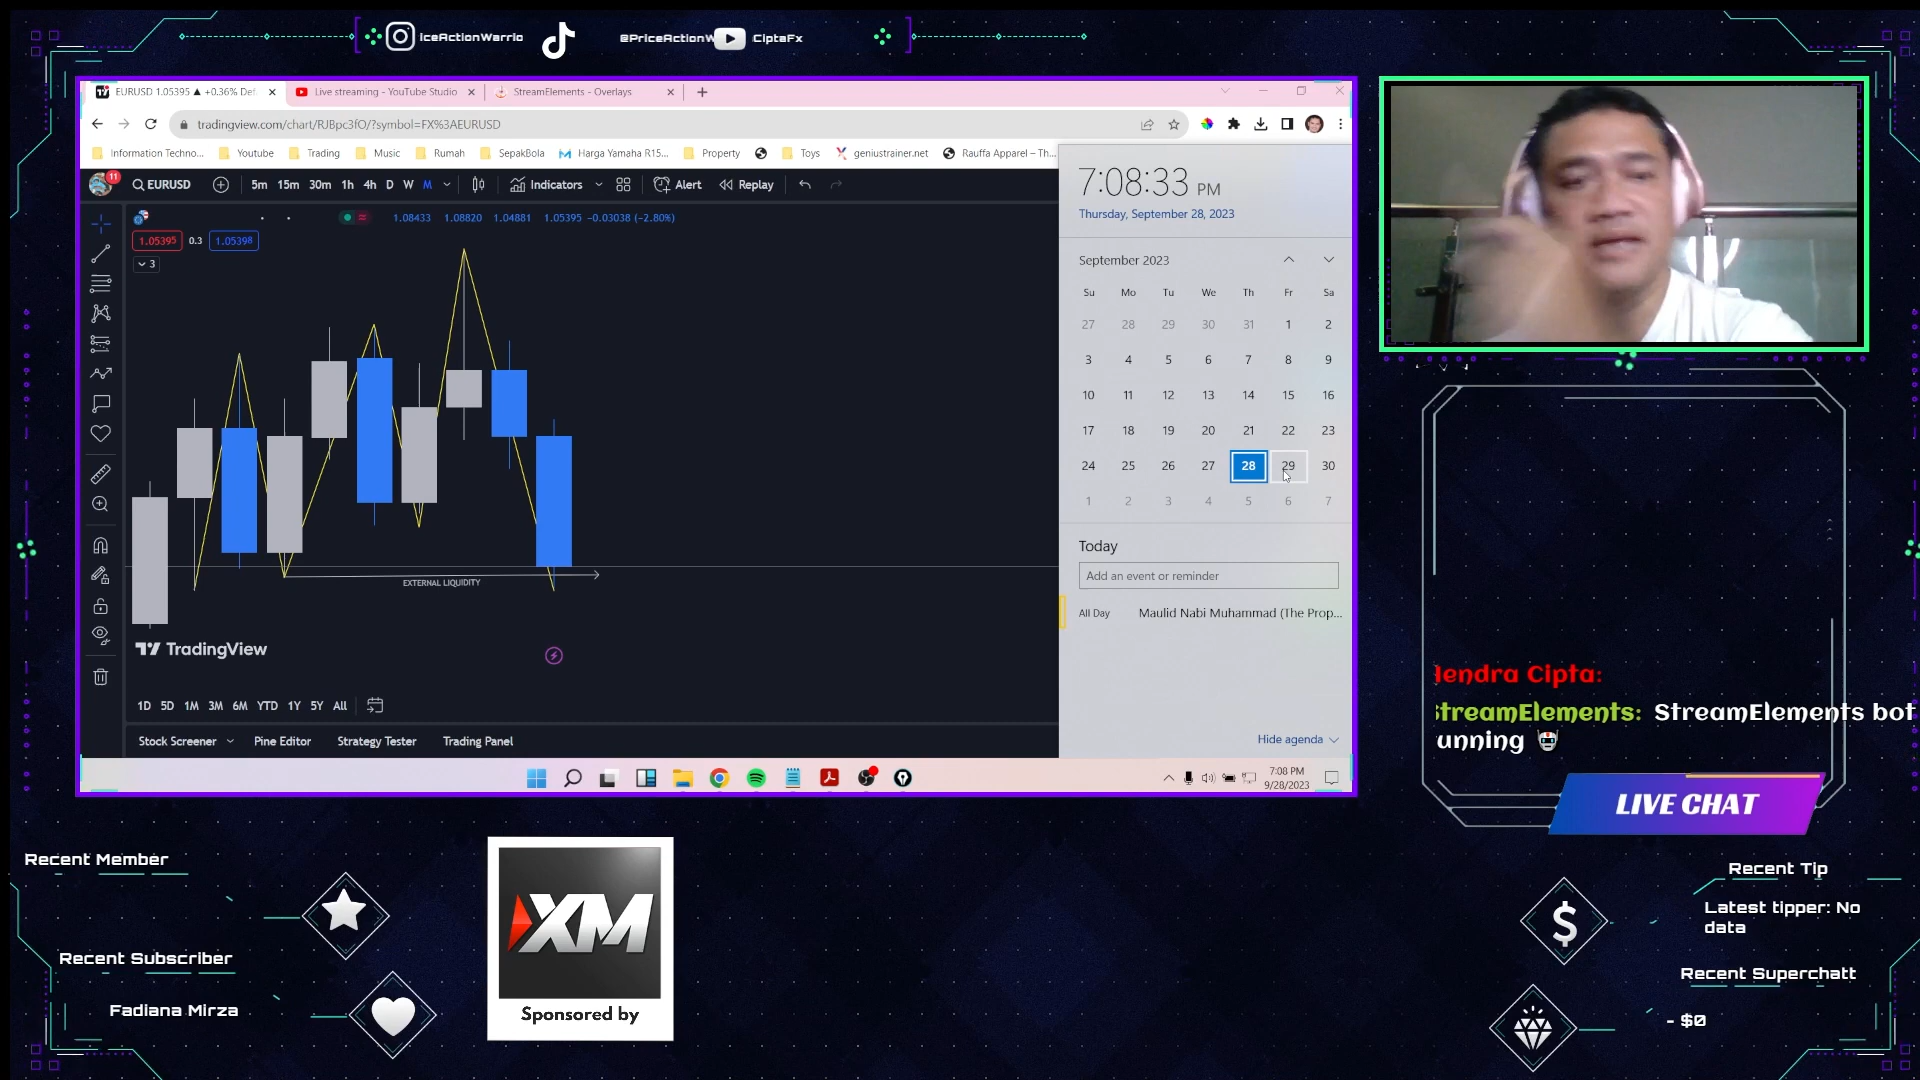 IceActionWarrio
@PriceActionW
CiptaFx
EURUSD 1.05395 ▲ +0.36% Def
Live streaming - YouTube Studio
StreamElements - Overlays
tradingview.com/chart/RJBpc3fO/?symbol=FX%3AEURUSD
Information Techno...
Youtube
Trading
Music
Rumah
SepakBola
Harga Yamaha R15...
Property
Toys
geniustrainer.net
Rauffa Apparel – Th...
11
EURUSD
5m 15m 30m 1h 4h D W M
Indicators
Alert
Replay
1.08433 1.08820 1.04881 1.05395 −0.03038 (−2.80%)
1.05395 0.3 1.05398
3
EXTERNAL LIQUIDITY
TradingView
1D 5D 1M 3M 6M YTD 1Y 5Y All
Stock Screener
Pine Editor
Strategy Tester
Trading Panel
7:08:33 PM
Thursday, September 28, 2023
September 2023
Su Mo Tu We Th Fr Sa
27 28 29 30 31 1 2
3 4 5 6 7 8 9
10 11 12 13 14 15 16
17 18 19 20 21 22 23
24 25 26 27 28 29 30
1 2 3 4 5 6 7
Today
Add an event or reminder
All Day Maulid Nabi Muhammad (The Prop...
Hide agenda
7:08 PM
9/28/2023
Hendra Cipta:
StreamElements: StreamElements bot
unning
LIVE CHAT
Recent Member
Recent Subscriber
Fadiana Mirza
XM
Sponsored by
Recent Tip
Latest tipper: No
data
Recent Superchatt
- $0